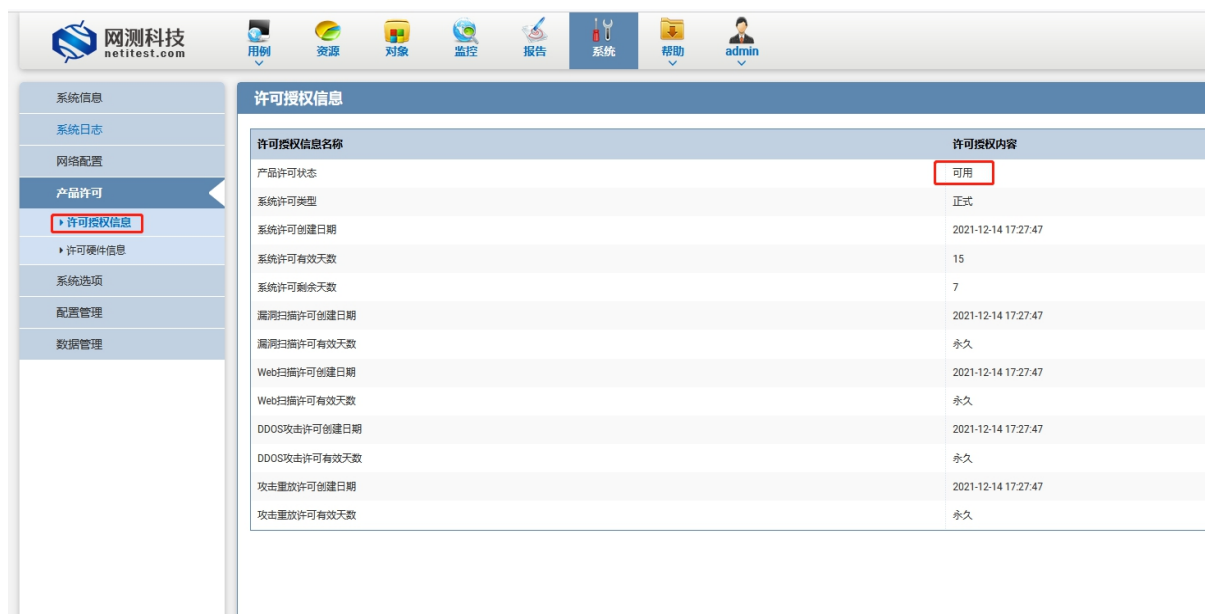 网测科技
netitest.com
用例
资源
对象
监控
报告
系统
帮助
admin
系统信息
系统日志
网络配置
产品许可
许可授权信息
许可硬件信息
系统选项
配置管理
数据管理
许可授权信息
许可授权信息名称 许可授权内容
产品许可状态 可用
系统许可类型 正式
系统许可创建日期 2021-12-14 17:27:47
系统许可有效天数 15
系统许可剩余天数 7
漏洞扫描许可创建日期 2021-12-14 17:27:47
漏洞扫描许可有效天数 永久
Web扫描许可创建日期 2021-12-14 17:27:47
Web扫描许可有效天数 永久
DDOS攻击许可创建日期 2021-12-14 17:27:47
DDOS攻击许可有效天数 永久
攻击重放许可创建日期 2021-12-14 17:27:47
攻击重放许可有效天数 永久